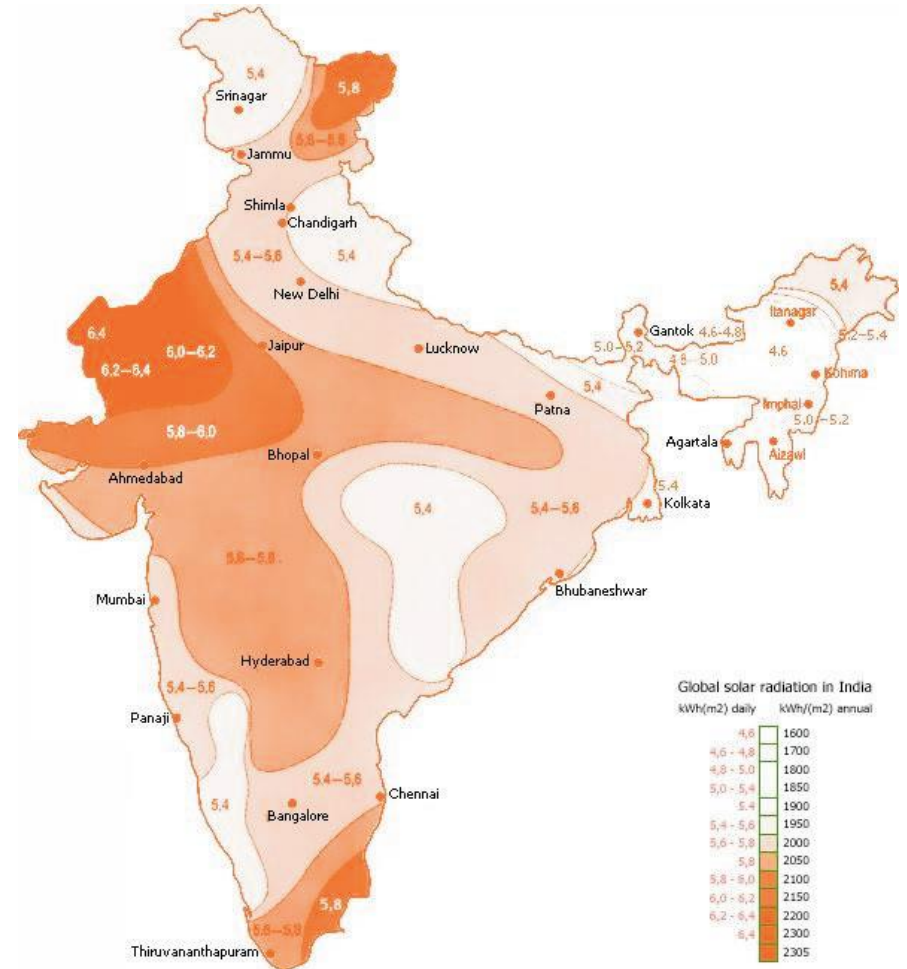 5,4
Srinagar
5,8
5,6–5,8
Jammu
Shimla
Chandigarh
5,4–5,6
5,4
New Delhi
5,4
Itanagar
6,4
Gantok
4.6-4.8
5.2-5.4
6,0–6,2
Jaipur
Lucknow
5.0-5.2
4.8-5.0
4.6
6,2–6,4
Kohima
5,4
Patna
Imphal
5.0-5.2
5,8–6,0
Agartala
Aizawl
Bhopal
Ahmedabad
5.4
5,4
5,4–5,6
Kolkata
5,6–5,8
Bhubaneshwar
Mumbai
Hyderabad
5,4–5,6
Panaji
5,4–5,6
Chennai
5,4
Bangalore
5,8
5,6–5,8
Thiruvananthapuram
Global solar radiation in India
kWh(m2) daily kWh/(m2) annual
4,6 1600
4,6 - 4,8 1700
4,8 - 5.0 1800
5,0 - 5,4 1850
5.4 1900
5,4 - 5,6 1950
5,6 - 5,8 2000
5,8 2050
5,8 - 6,0 2100
6,0 - 6,2 2150
6,2 - 6,4 2200
6,4 2300
2305